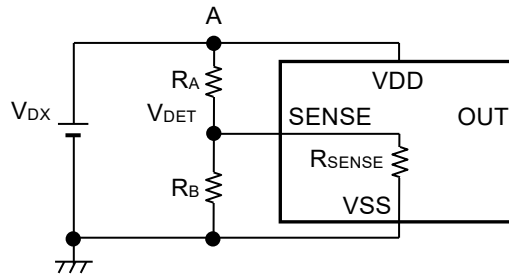 A
RA
VDD
VDX
VDET
SENSE
OUT
RSENSE
RB
VSS